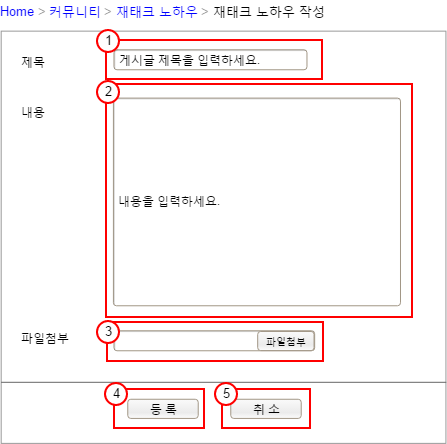 Home > 커뮤니티 > 재태크 노하우 > 재태크 노하우 작성
1
제목 게시글 제목을 입력하세요.
2
내용
내용을 입력하세요.
3
파일첨부 파일첨부
4 5
등 록 취 소